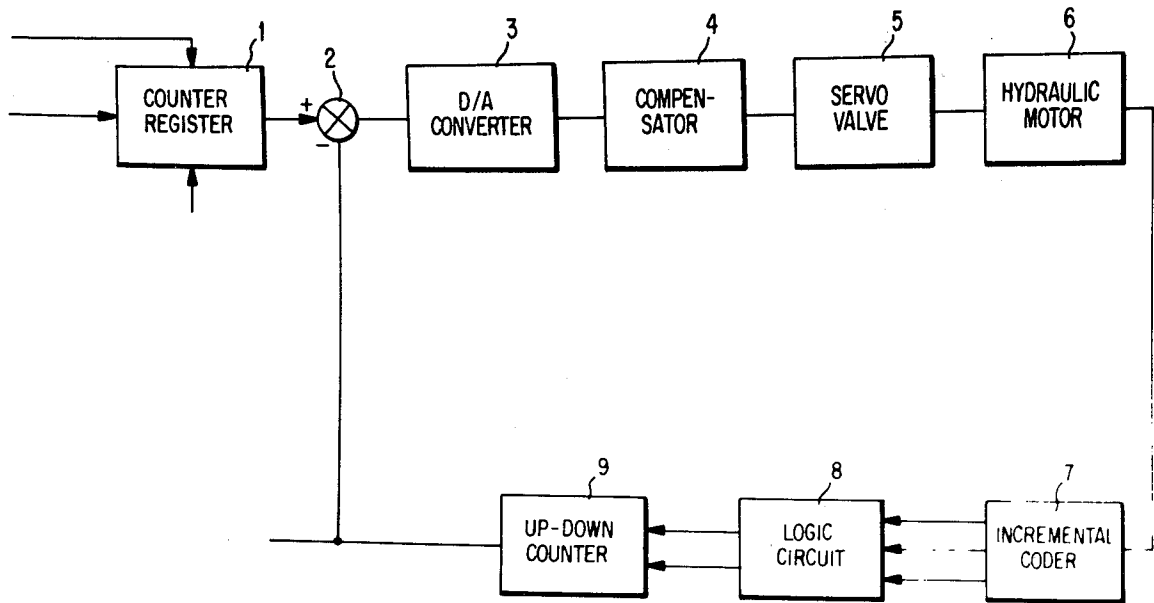 1
COUNTER
REGISTER
+
−
2
3
D/A
CONVERTER
4
COMPEN-
SATOR
5
SERVO
VALVE
6
HYDRAULIC
MOTOR
9
UP-DOWN
COUNTER
8
LOGIC
CIRCUIT
7
INCREMENTAL
CODER